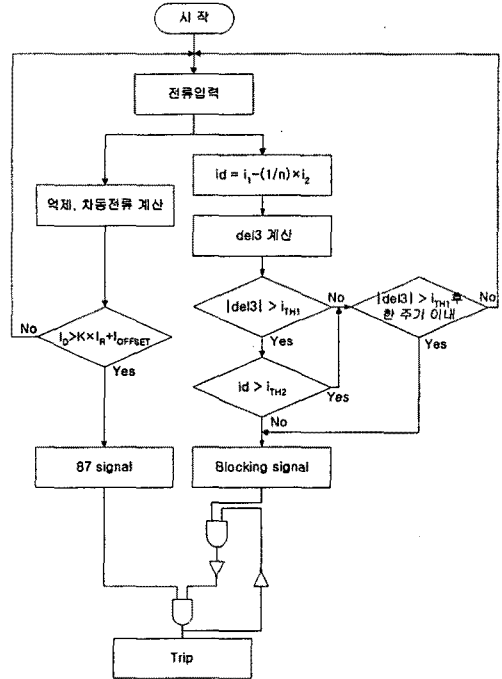 시 작
전류입력
id = i₁-(1/n)×i₂
억제, 차동전류 계산
del3 계산
|del3| > iTH1
No
|del3| > iTH1 후
한 주기 이내
No
Yes
Yes
No
ID>K×IR+IOFFSET
Yes
id > iTH2
Yes
No
87 signal
Blocking signal
Trip